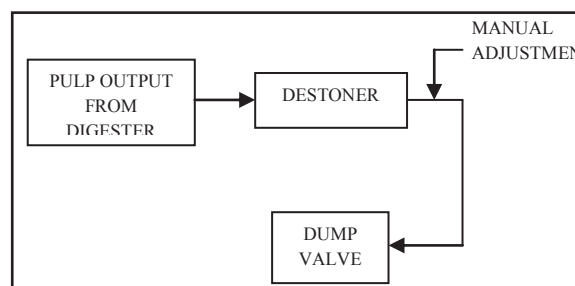 MANUAL
ADJUSTMEN
PULP OUTPUT
FROM
DIGESTER
DESTONER
DUMP
VALVE